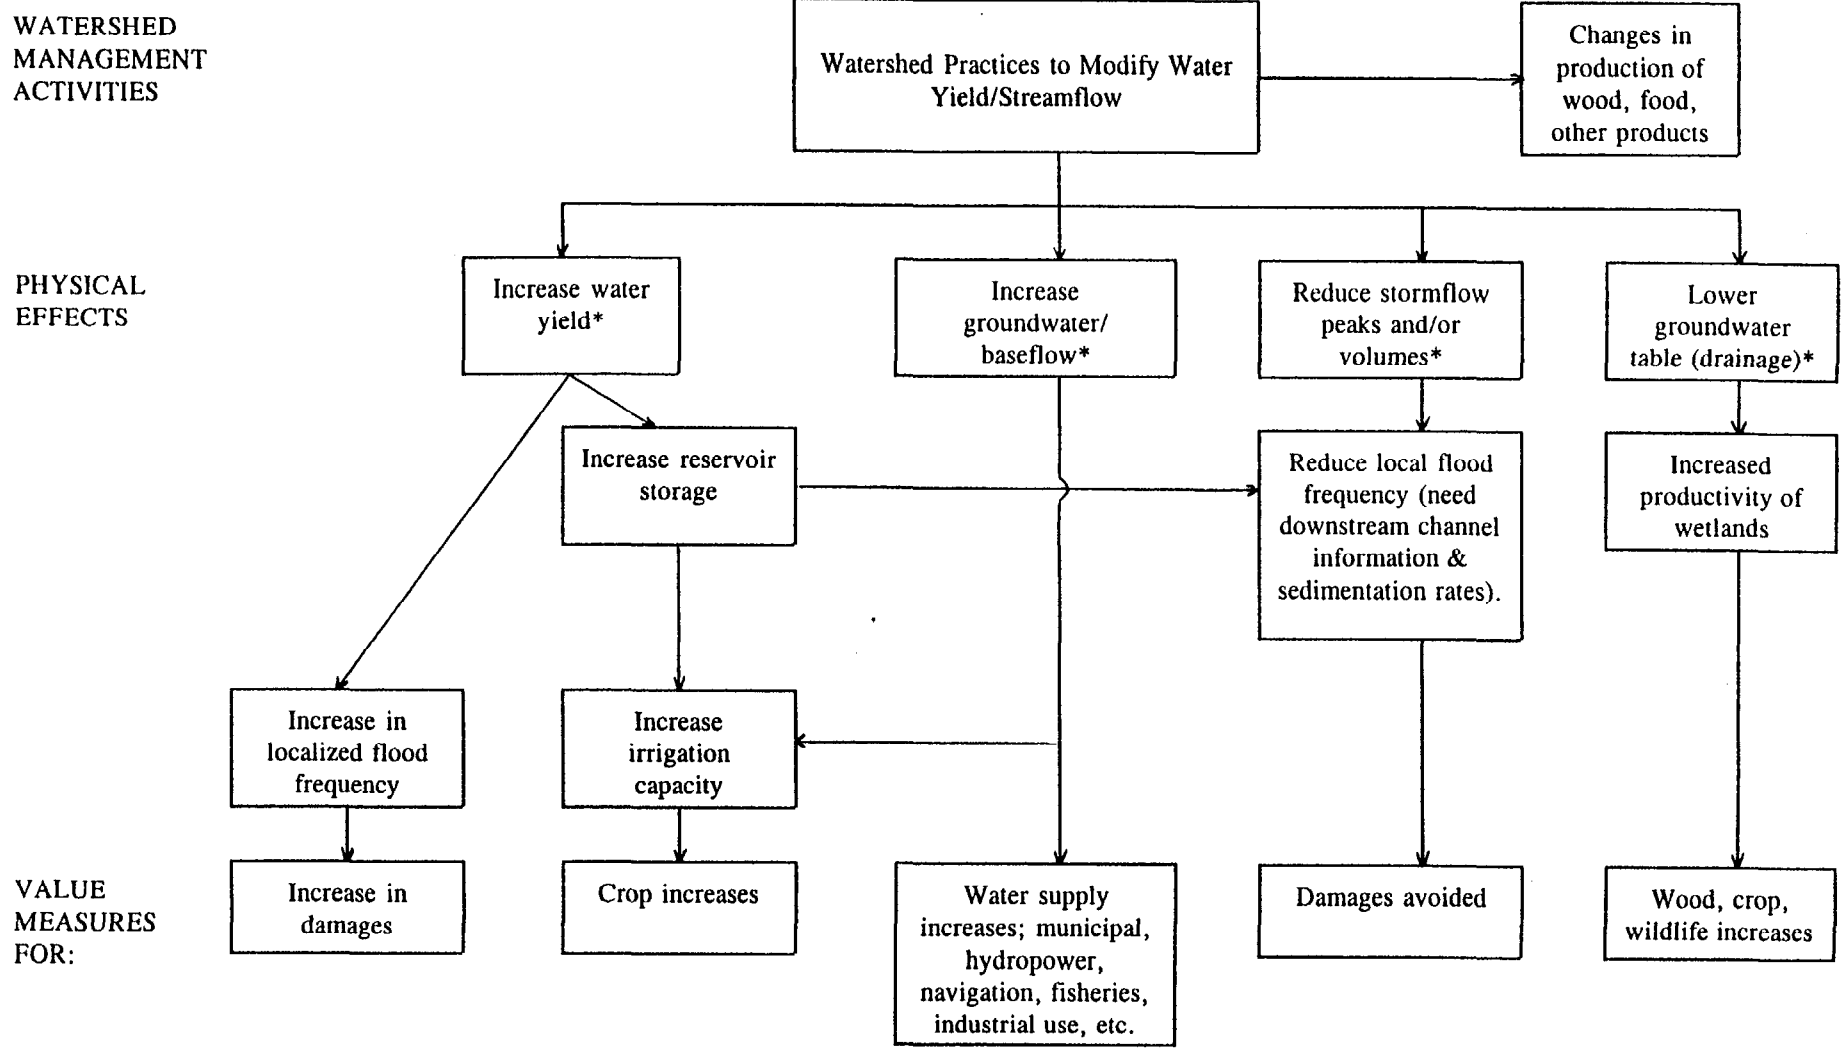 WATERSHED
MANAGEMENT
ACTIVITIES
Watershed Practices to Modify Water
Yield/Streamflow
Changes in
production of
wood, food,
other products
PHYSICAL
EFFECTS
Increase water
yield*
Increase
groundwater/
baseflow*
Reduce stormflow
peaks and/or
volumes*
Lower
groundwater
table (drainage)*
Increase reservoir
storage
Reduce local flood
frequency (need
downstream channel
information &
sedimentation rates).
Increased
productivity of
wetlands
Increase in
localized flood
frequency
Increase
irrigation
capacity
VALUE
MEASURES
FOR:
Increase in
damages
Crop increases
Water supply
increases; municipal,
hydropower,
navigation, fisheries,
industrial use, etc.
Damages avoided
Wood, crop,
wildlife increases